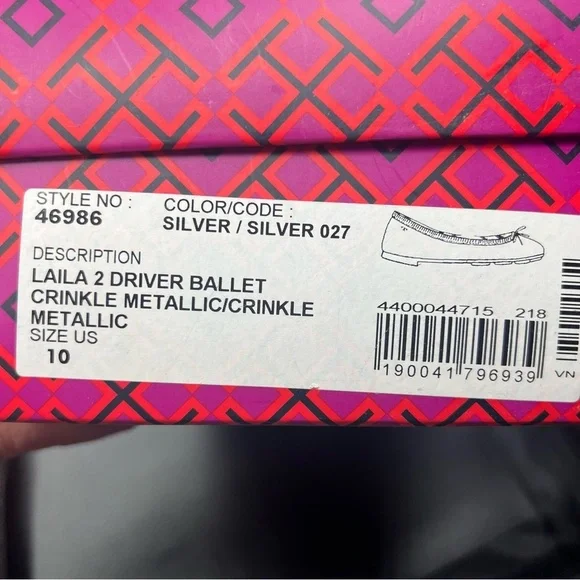 STYLE NO :
46986
COLOR/CODE :
SILVER / SILVER 027
DESCRIPTION
LAILA 2 DRIVER BALLET
CRINKLE METALLIC/CRINKLE
METALLIC
SIZE US
10
4400044715 218
190041 796939
VN